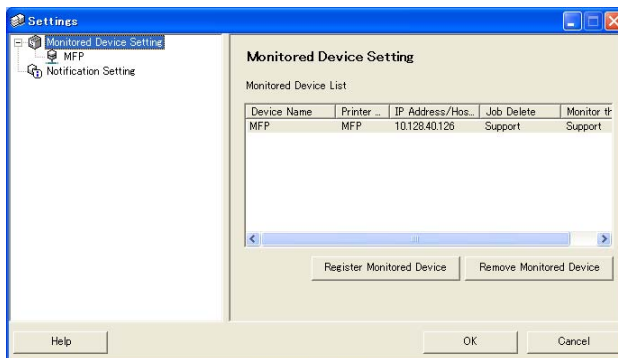 Settings
Monitored Device Setting
MFP
Notification Setting
Monitored Device Setting
Monitored Device List
Device Name Printer ... IP Address/Hos... Job Delete Monitor th
MFP MFP 10.128.40.126 Support Support
Register Monitored Device Remove Monitored Device
Help OK Cancel